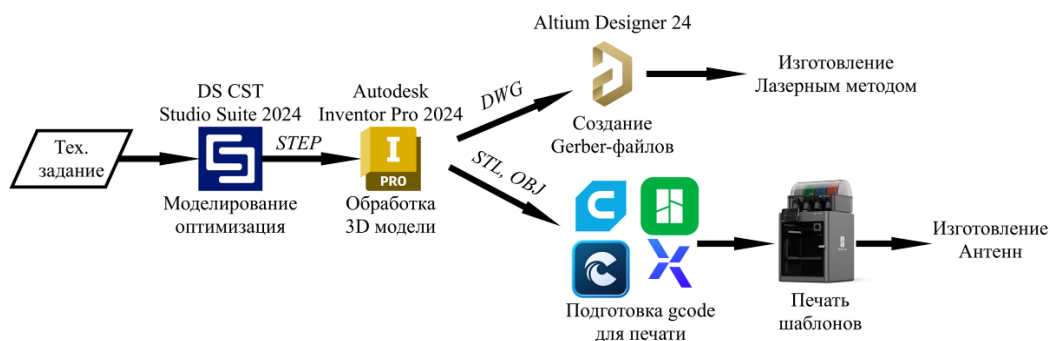 Тех.
задание
DS CST
Studio Suite 2024
Моделирование
оптимизация
STEP
Autodesk
Inventor Pro 2024
I
PRO
Обработка
3D модели
DWG
STL, OBJ
Altium Designer 24
Создание
Gerber-файлов
Изготовление
Лазерным методом
Подготовка gcode
для печати
Печать
шаблонов
Изготовление
Антенн